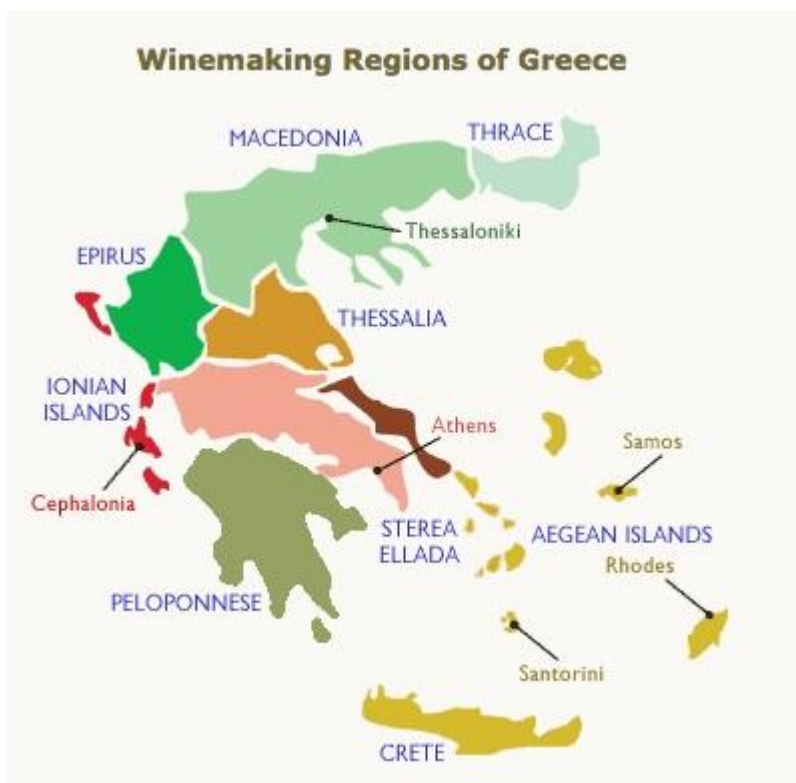 Winemaking Regions of Greece
THRACE
MACEDONIA
Thessaloniki
EPIRUS
THESSALIA
IONIAN
ISLANDS
Athens
Samos
Cephalonia
STEREA
ELLADA
AEGEAN ISLANDS
Rhodes
PELOPONNESE
Santorini
CRETE